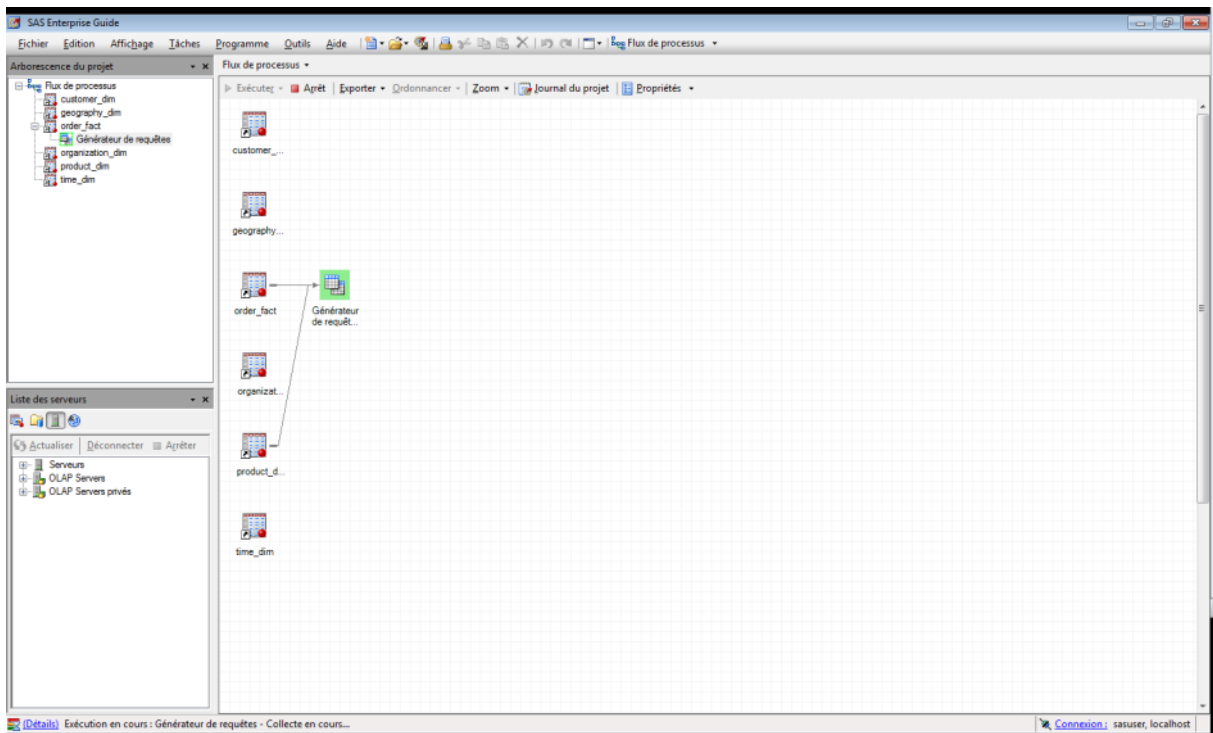 SAS Enterprise Guide
Fichier Edition Affichage Tâches Programme Outils Aide Flux de processus
Arborescence du projet
Flux de processus
customer_dim
geography_dim
order_fact
Générateur de requêtes
organization_dim
product_dim
time_dim
Flux de processus
Exécuter Arrêt Exporter Ordonnancer Zoom Journal du projet Propriétés
customer_...
geography...
order_fact
Générateur
de requêt...
organizat...
product_d...
time_dim
Liste des serveurs
Actualiser Déconnecter Arrêter
Serveurs
OLAP Servers
OLAP Servers privés
(Détails) Exécution en cours : Générateur de requêtes - Collecte en cours...
Connexion : sasuser, localhost